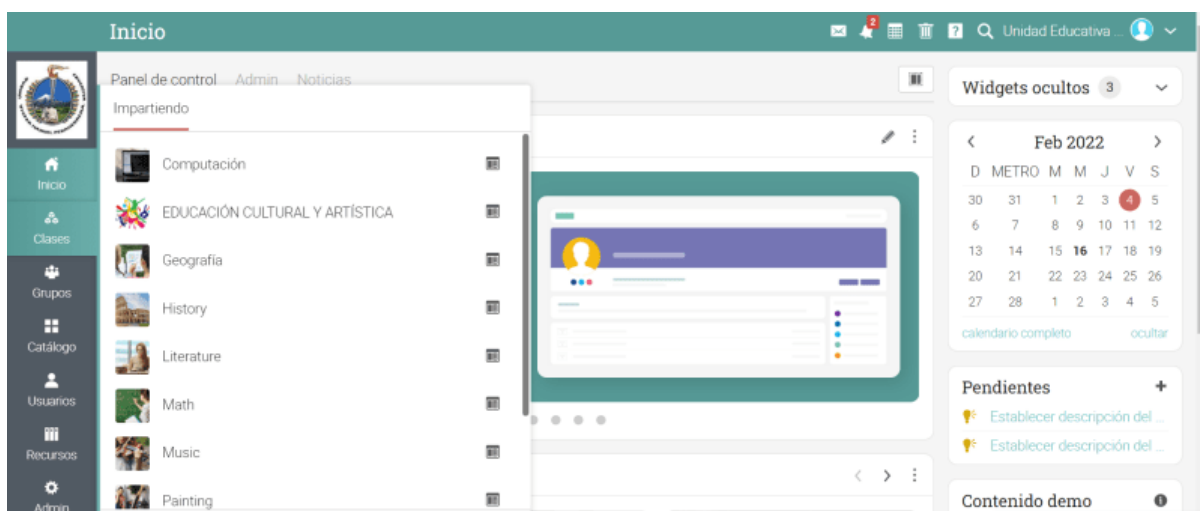 Inicio
2
?
Unidad Educativa ...
Panel de control Admin Noticias
Impartiendo
Computación
EDUCACIÓN CULTURAL Y ARTÍSTICA
Geografía
History
Literature
Math
Music
Painting
Inicio
Clases
Grupos
Catálogo
Usuarios
Recursos
Admin
Widgets ocultos 3
< Feb 2022 >
D METRO M M J V S
30 31 1 2 3 4 5
6 7 8 9 10 11 12
13 14 15 16 17 18 19
20 21 22 23 24 25 26
27 28 1 2 3 4 5
calendario completo ocultar
Pendientes +
Establecer descripción del ...
Establecer descripción del ...
Contenido demo